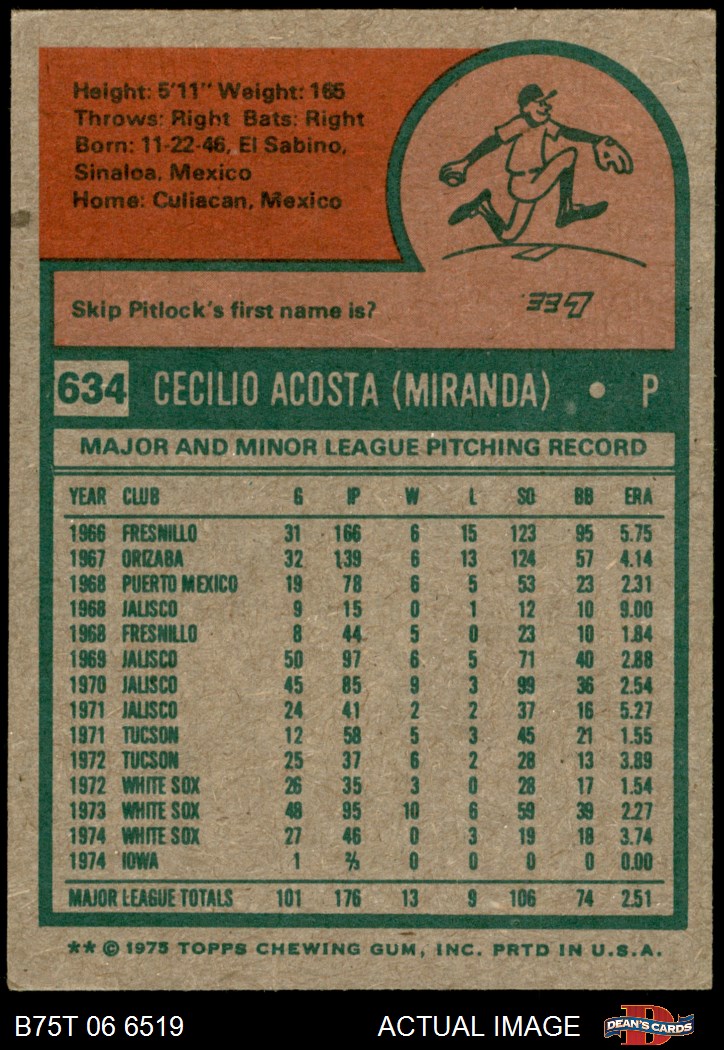 Height: 5'11" Weight: 165
Throws: Right Bats: Right
Born: 11-22-46, El Sabino,
Sinaloa, Mexico
Home: Culiacan, Mexico
Skip Pitlock's first name is?
Lee
634 CECILIO ACOSTA (MIRANDA) • P
MAJOR AND MINOR LEAGUE PITCHING RECORD
YEAR CLUB G IP W L SO BB ERA
1966 FRESNILLO 31 166 6 15 123 95 5.75
1967 ORIZABA 32 139 6 13 124 57 4.14
1968 PUERTO MEXICO 19 78 6 5 53 23 2.31
1968 JALISCO 9 15 0 1 12 10 9.00
1968 FRESNILLO 8 44 5 0 23 10 1.84
1969 JALISCO 50 97 6 5 71 40 2.88
1970 JALISCO 45 85 9 3 99 36 2.54
1971 JALISCO 24 41 2 2 37 16 5.27
1971 TUCSON 12 58 5 3 45 21 1.55
1972 TUCSON 25 37 6 2 28 13 3.89
1972 WHITE SOX 26 35 3 0 28 17 1.54
1973 WHITE SOX 48 95 10 6 59 39 2.27
1974 WHITE SOX 27 46 0 3 19 18 3.74
1974 IOWA 1 ⅔ 0 0 0 0 0.00
MAJOR LEAGUE TOTALS 101 176 13 9 106 74 2.51
** © 1975 TOPPS CHEWING GUM, INC. PRTD IN U.S.A.
B75T 06 6519 ACTUAL IMAGE D DEAN'S CARDS